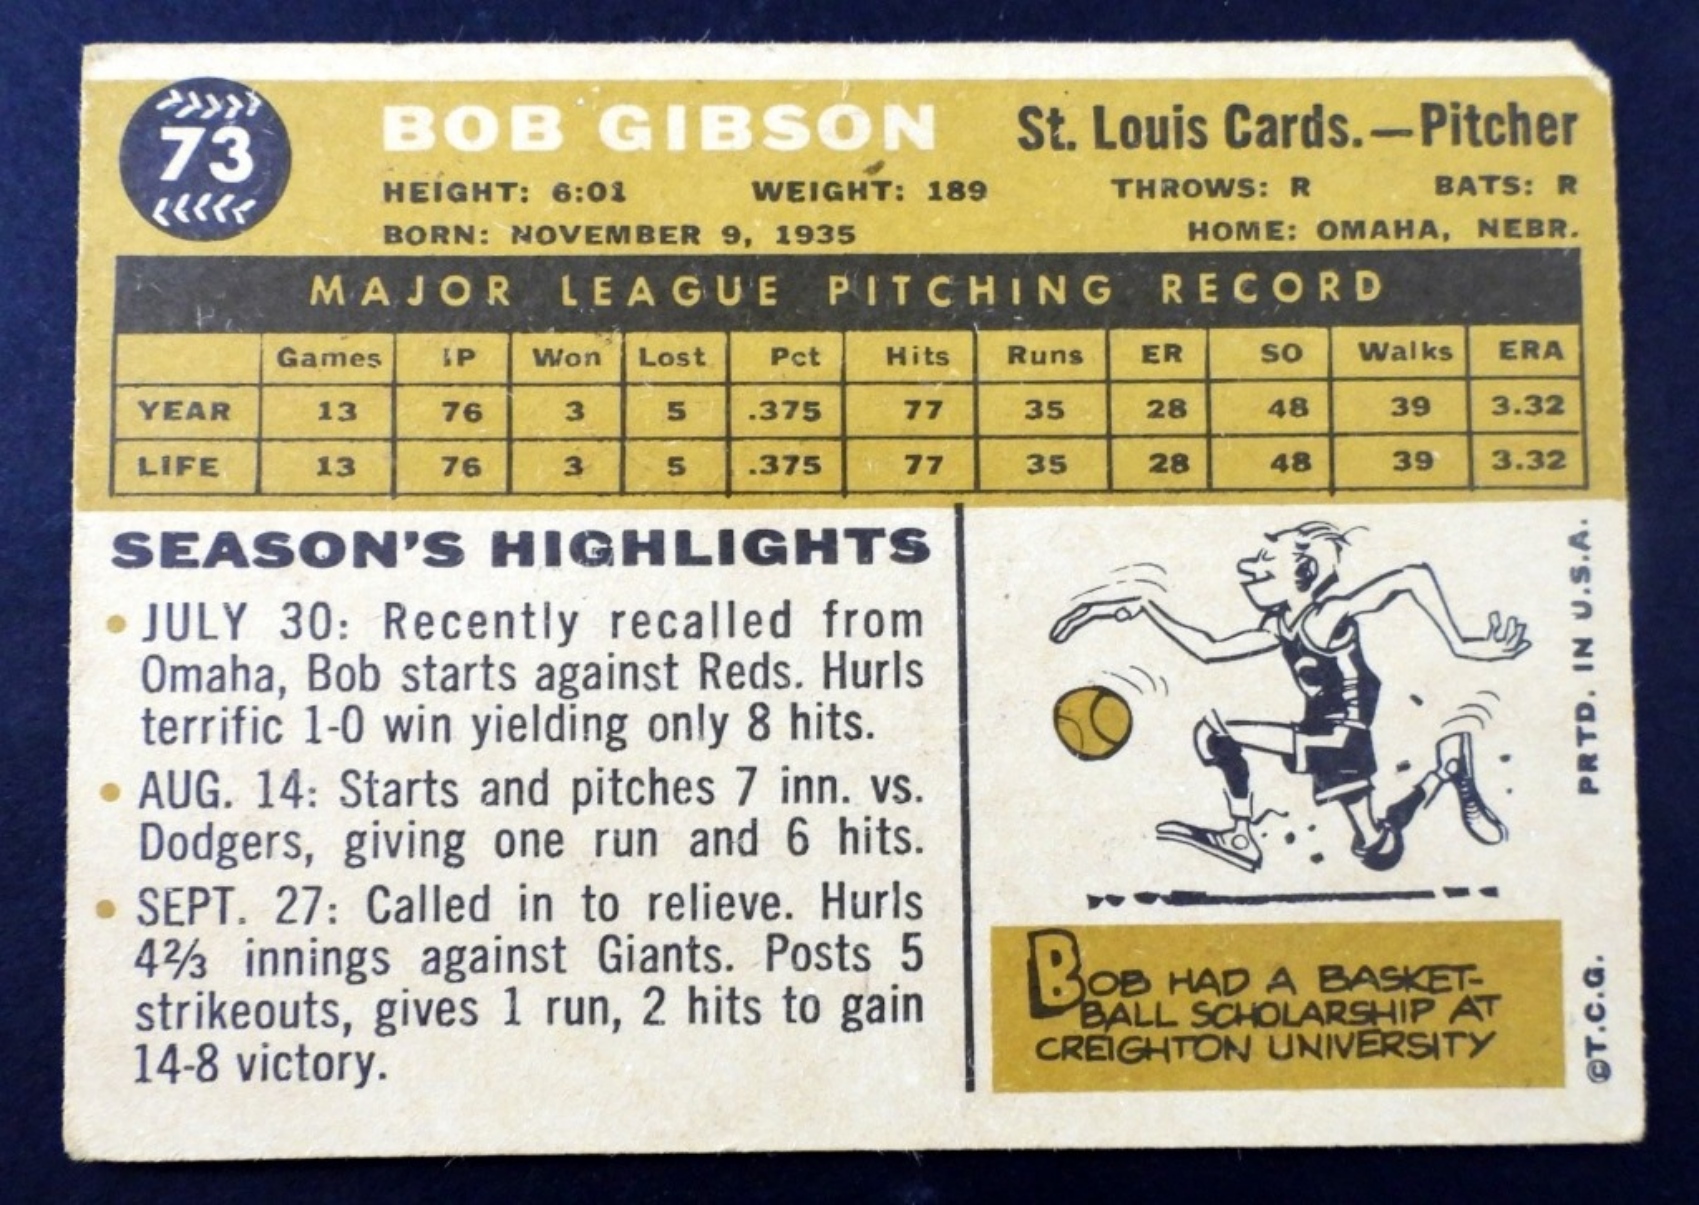 73
BOB GIBSON
St. Louis Cards.—Pitcher
HEIGHT: 6:01 WEIGHT: 189 THROWS: R BATS: R
BORN: NOVEMBER 9, 1935 HOME: OMAHA, NEBR.
MAJOR LEAGUE PITCHING RECORD
Games IP Won Lost Pct Hits Runs ER SO Walks ERA
YEAR 13 76 3 5 .375 77 35 28 48 39 3.32
LIFE 13 76 3 5 .375 77 35 28 48 39 3.32
SEASON'S HIGHLIGHTS
• JULY 30: Recently recalled from
Omaha, Bob starts against Reds. Hurls
terrific 1-0 win yielding only 8 hits.
• AUG. 14: Starts and pitches 7 inn. vs.
Dodgers, giving one run and 6 hits.
• SEPT. 27: Called in to relieve. Hurls
4⅔ innings against Giants. Posts 5
strikeouts, gives 1 run, 2 hits to gain
14-8 victory.
C
BOB HAD A BASKET-
BALL SCHOLARSHIP AT
CREIGHTON UNIVERSITY
©T.C.G. PRTD. IN U.S.A.